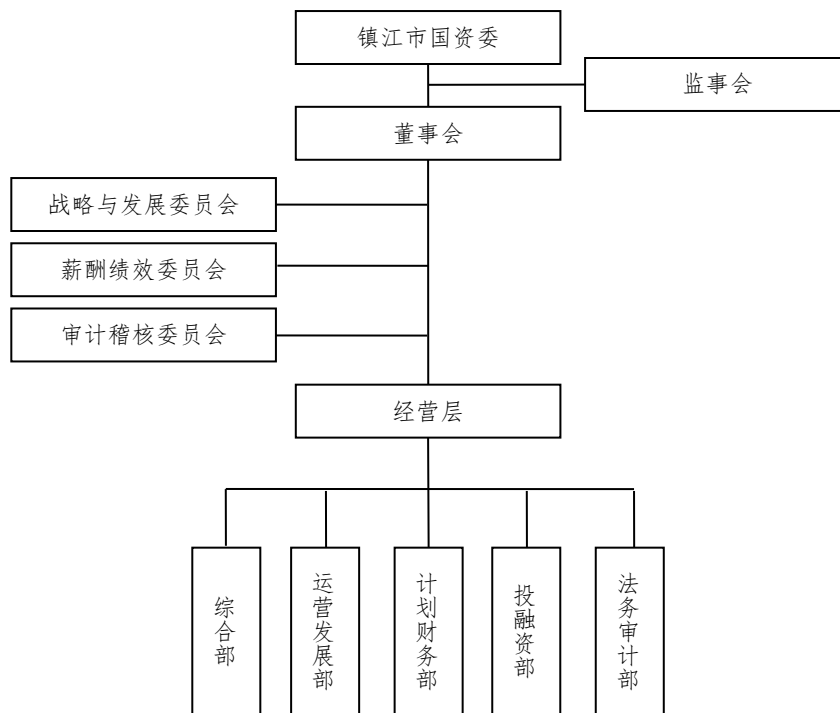 镇江市国资委
监事会
董事会
战略与发展委员会
薪酬绩效委员会
审计稽核委员会
经营层
综合部
运营发展部
计划财务部
投融资部
法务审计部